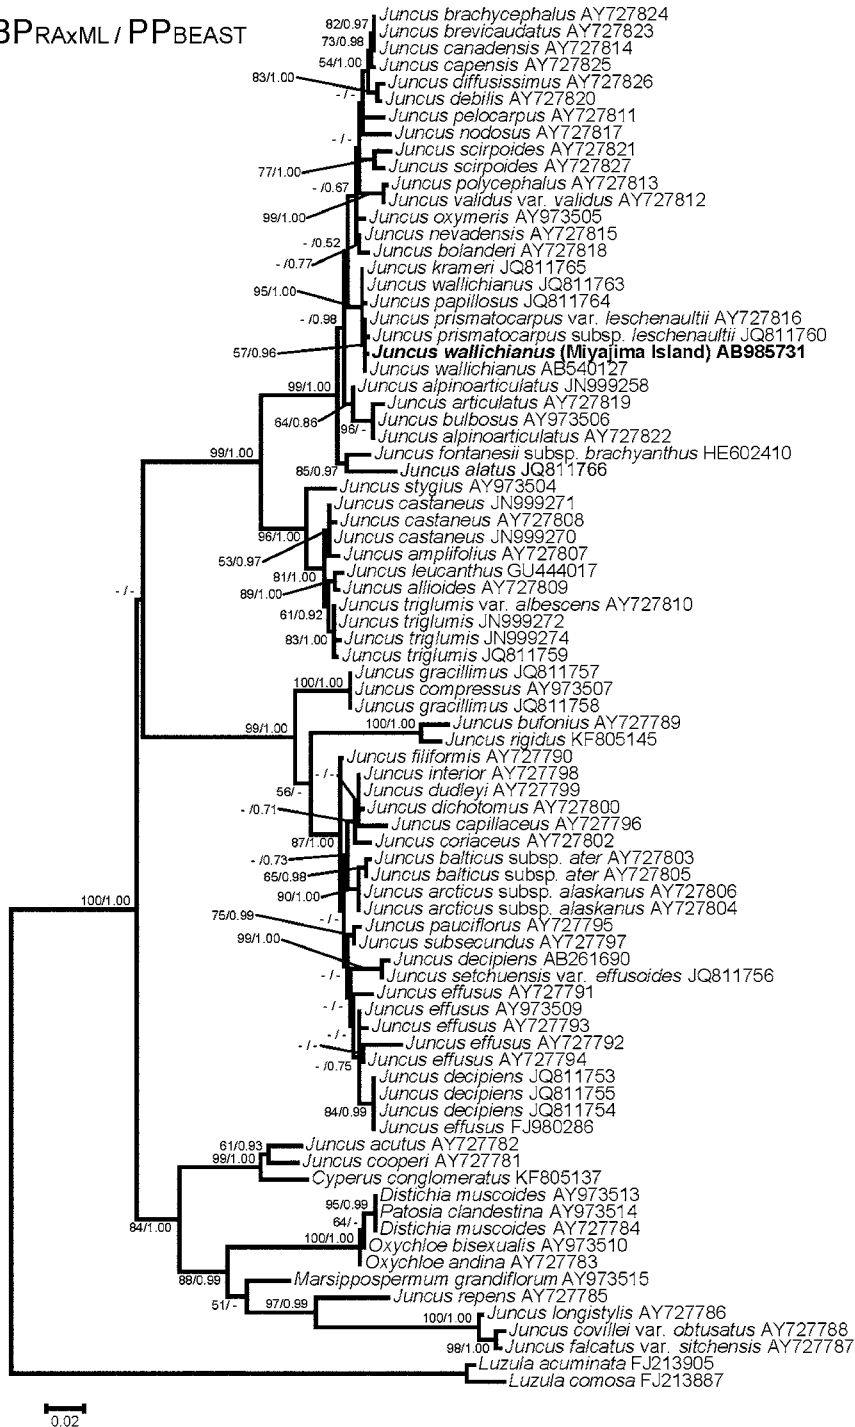 BPRAxML / PPBEAST
Juncus brachycephalus AY727824
82/0.97
Juncus brevicaudatus AY727823
73/0.98
Juncus canadensis AY727814
54/1.00
Juncus capensis AY727825
83/1.00
Juncus diffusissimus AY727826
- / -
Juncus debilis AY727820
Juncus pelocarpus AY727811
- / -
Juncus nodosus AY727817
Juncus scirpoides AY727821
77/1.00
Juncus scirpoides AY727827
- /0.67
Juncus polycephalus AY727813
Juncus validus var. validus AY727812
99/1.00
Juncus oxymeris AY973505
Juncus nevadensis AY727815
- /0.52
Juncus bolanderi AY727818
- /0.77
Juncus krameri JQ811765
Juncus wallichianus JQ811763
95/1.00
Juncus papillosus JQ811764
- /0.98
Juncus prismatocarpus var. leschenaultii AY727816
Juncus prismatocarpus subsp. leschenaultii JQ811760
57/0.96
Juncus wallichianus (Miyajima Island) AB985731
Juncus wallichianus AB540127
99/1.00
Juncus alpinoarticulatus JN999258
Juncus articulatus AY727819
64/0.86
Juncus bulbosus AY973506
96/ -
Juncus alpinoarticulatus AY727822
99/1.00
Juncus fontanesii subsp. brachyanthus HE602410
85/0.97
Juncus alatus JQ811766
Juncus stygius AY973504
Juncus castaneus JN999271
Juncus castaneus AY727808
96/1.00
Juncus castaneus JN999270
Juncus amplifolius AY727807
53/0.97
Juncus leucanthus GU444017
81/1.00
Juncus allioides AY727809
89/1.00
- / -
Juncus triglumis var. albescens AY727810
61/0.92
Juncus triglumis JN999272
83/1.00
Juncus triglumis JN999274
Juncus triglumis JQ811759
Juncus gracillimus JQ811757
100/1.00
Juncus compressus AY973507
Juncus gracillimus JQ811758
100/1.00
Juncus bufonius AY727789
99/1.00
Juncus rigidus KF805145
Juncus filiformis AY727790
- / -
Juncus interior AY727798
56/ -
Juncus dudleyi AY727799
- /0.71
Juncus dichotomus AY727800
Juncus capillaceus AY727796
87/1.00
Juncus coriaceus AY727802
- /0.73
Juncus balticus subsp. ater AY727803
65/0.98
Juncus balticus subsp. ater AY727805
90/1.00
Juncus arcticus subsp. alaskanus AY727806
100/1.00
Juncus arcticus subsp. alaskanus AY727804
75/0.99
- / -
Juncus pauciflorus AY727795
99/1.00
Juncus subsecundus AY727797
Juncus decipiens AB261690
- / -
Juncus setchuensis var. effusoides JQ811756
Juncus effusus AY727791
- / -
Juncus effusus AY973509
Juncus effusus AY727793
- / -
Juncus effusus AY727792
- / -
Juncus effusus AY727794
- /0.75
Juncus decipiens JQ811753
Juncus decipiens JQ811755
Juncus decipiens JQ811754
84/0.99
Juncus effusus FJ980286
61/0.93
Juncus acutus AY727782
99/1.00
Juncus cooperi AY727781
Cyperus conglomeratus KF805137
Distichia muscoides AY973513
95/0.99
Patosia clandestina AY973514
64/ -
84/1.00
Distichia muscoides AY727784
100/1.00
Oxychloe bisexualis AY973510
Oxychloe andina AY727783
88/0.99
Marsippospermum grandiflorum AY973515
Juncus repens AY727785
51/ -
97/0.99
Juncus longistylis AY727786
100/1.00
Juncus covillei var. obtusatus AY727788
98/1.00
Juncus falcatus var. sitchensis AY727787
Luzula acuminata FJ213905
Luzula comosa FJ213887
0.02